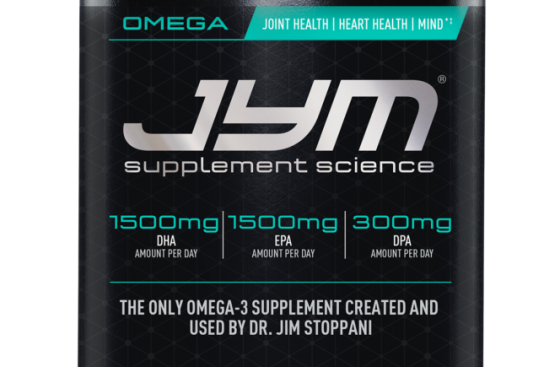 OMEGA
JOINT HEALTH | HEART HEALTH | MIND*‡
JYM®
supplement science
1500mg 1500mg 300mg
DHA EPA DPA
AMOUNT PER DAY AMOUNT PER DAY AMOUNT PER DAY
THE ONLY OMEGA-3 SUPPLEMENT CREATED AND
USED BY DR. JIM STOPPANI